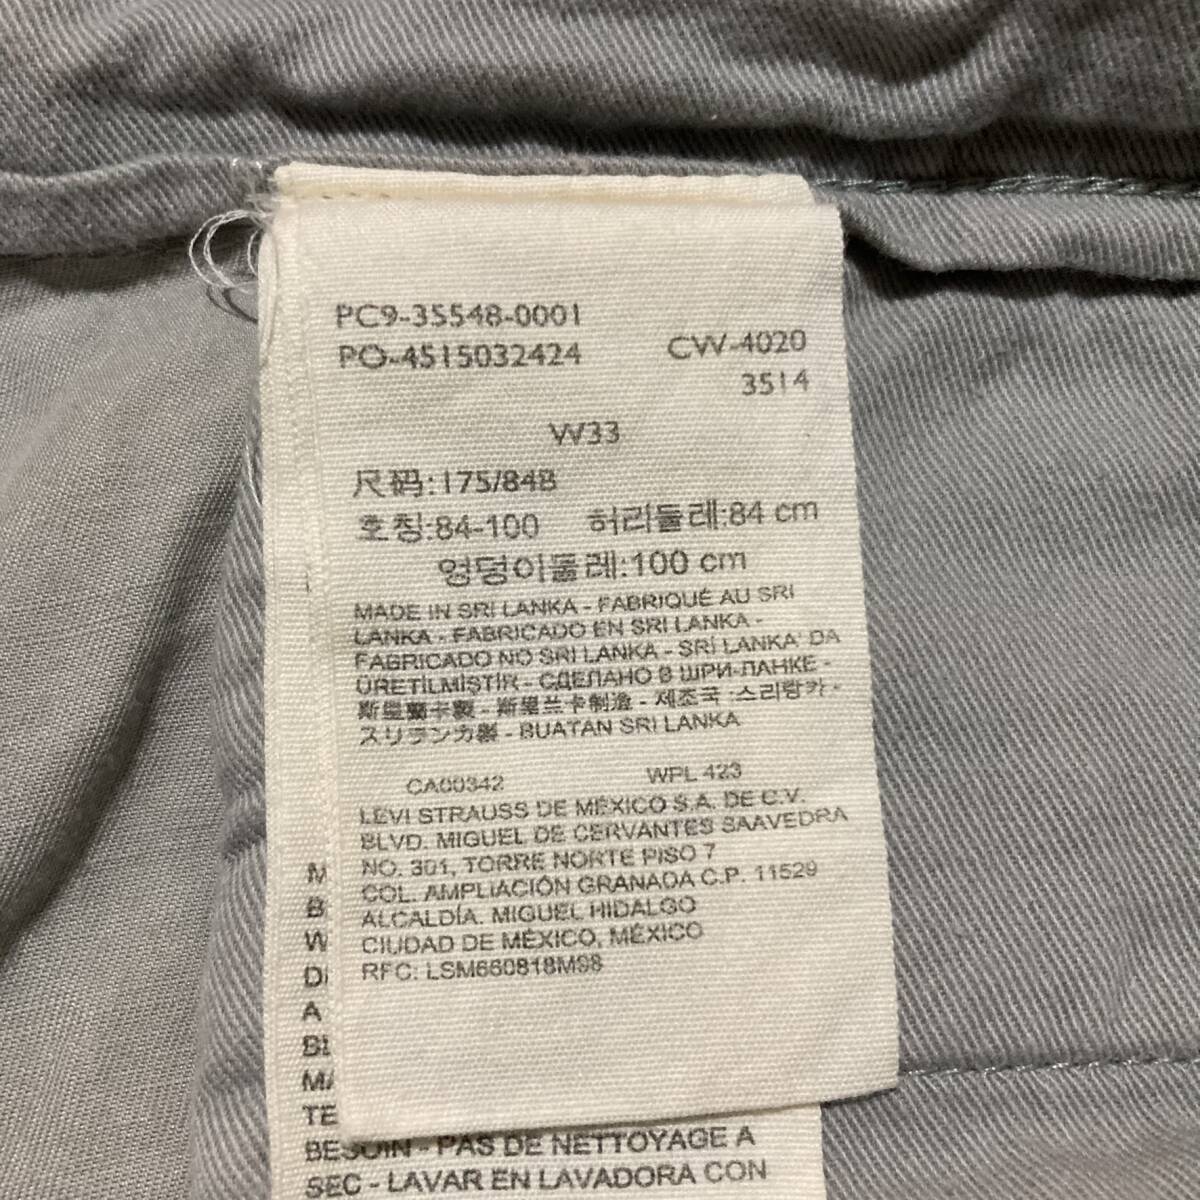 PC9-35548-0001
PO-4515032424 CW-4020
3514
W33
尺码:175/84B
호칭:84-100 허리둘레:84 cm
엉덩이둘레:100 cm
MADE IN SRI LANKA - FABRIQUÉ AU SRI
LANKA - FABRICADO EN SRI LANKA -
FABRICADO NO SRI LANKA - SRİ LANKA' DA
ÜRETİLMİŞTİR - СДЕЛАНО В ШРИ-ЛАНКЕ -
斯里蘭卡製 - 斯里兰卡制造 - 제조국 :스리랑카 -
スリランカ製 - BUATAN SRI LANKA
CA00342 WPL 423
LEVI STRAUSS DE MÉXICO S.A. DE C.V.
BLVD. MIGUEL DE CERVANTES SAAVEDRA
NO. 301, TORRE NORTE PISO 7
COL. AMPLIACIÓN GRANADA C.P. 11529
ALCALDÍA. MIGUEL HIDALGO
CIUDAD DE MÉXICO, MÉXICO
RFC: LSM660818M98
M
B
W
A
BL
MA
TE
BESOIN - PAS DE NETTOYAGE A
SEC - LAVAR EN LAVADORA CON